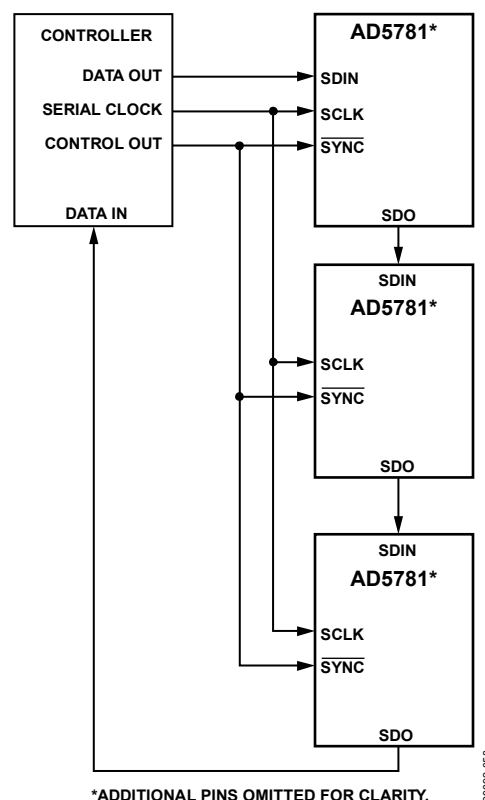 CONTROLLER
DATA OUT
SERIAL CLOCK
CONTROL OUT
DATA IN
AD5781*
SDIN
SCLK
SYNC
SDO
SDIN
AD5781*
SCLK
SYNC
SDO
SDIN
AD5781*
SCLK
SYNC
SDO
*ADDITIONAL PINS OMITTED FOR CLARITY.